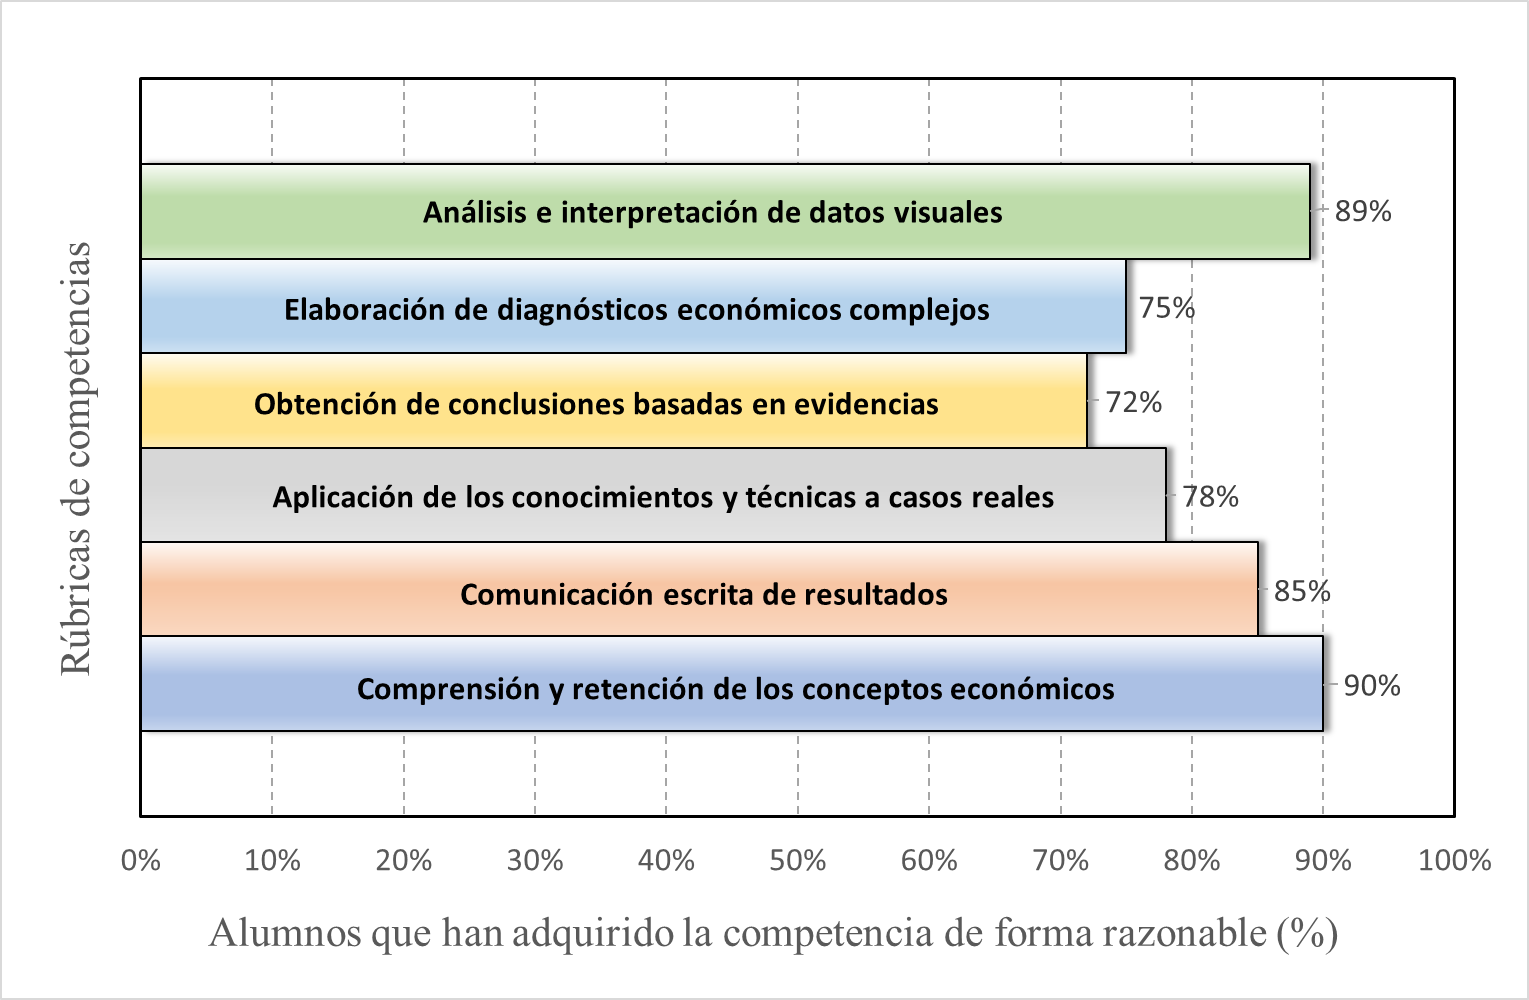 Rúbricas de competencias
Análisis e interpretación de datos visuales
89%
Elaboración de diagnósticos económicos complejos
75%
Obtención de conclusiones basadas en evidencias
72%
Aplicación de los conocimientos y técnicas a casos reales
78%
Comunicación escrita de resultados
85%
Comprensión y retención de los conceptos económicos
90%
0% 10% 20% 30% 40% 50% 60% 70% 80% 90% 100%
Alumnos que han adquirido la competencia de forma razonable (%)